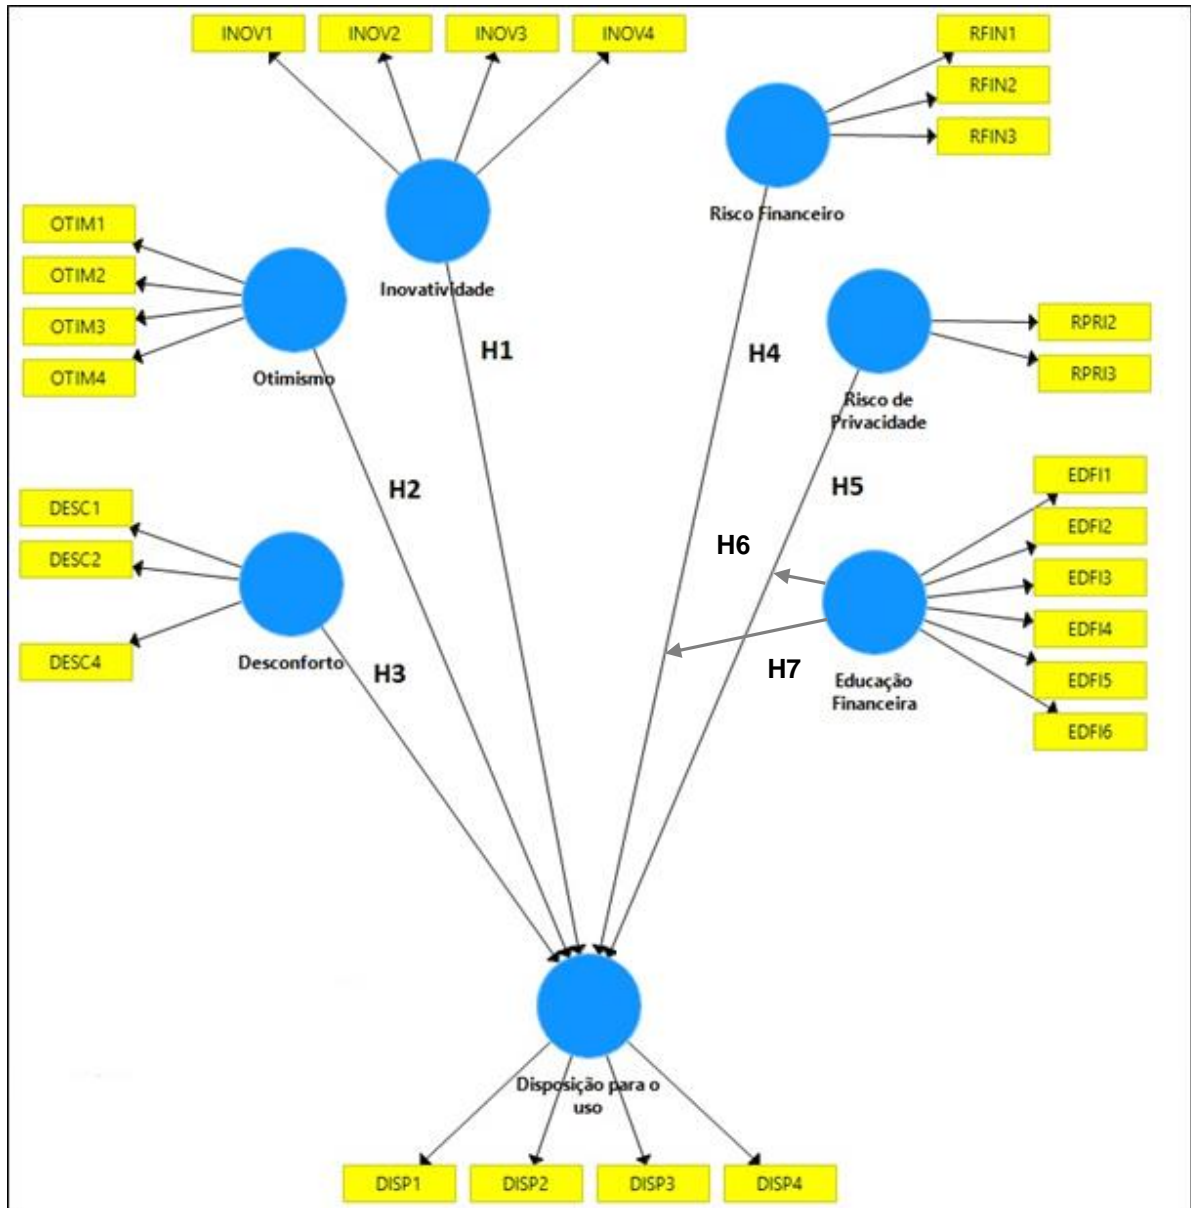 INOV1
INOV2
INOV3
INOV4
RFIN1
RFIN2
RFIN3
Risco Financeiro
Inovatividade
OTIM1
OTIM2
OTIM3
OTIM4
Otimismo
H1
H4
RPRI2
RPRI3
Risco de
Privacidade
H2
H5
H6
DESC1
DESC2
DESC4
Desconforto
H3
H7
EDFI1
EDFI2
EDFI3
EDFI4
EDFI5
EDFI6
Educação
Financeira
Disposição para o
uso
DISP1
DISP2
DISP3
DISP4